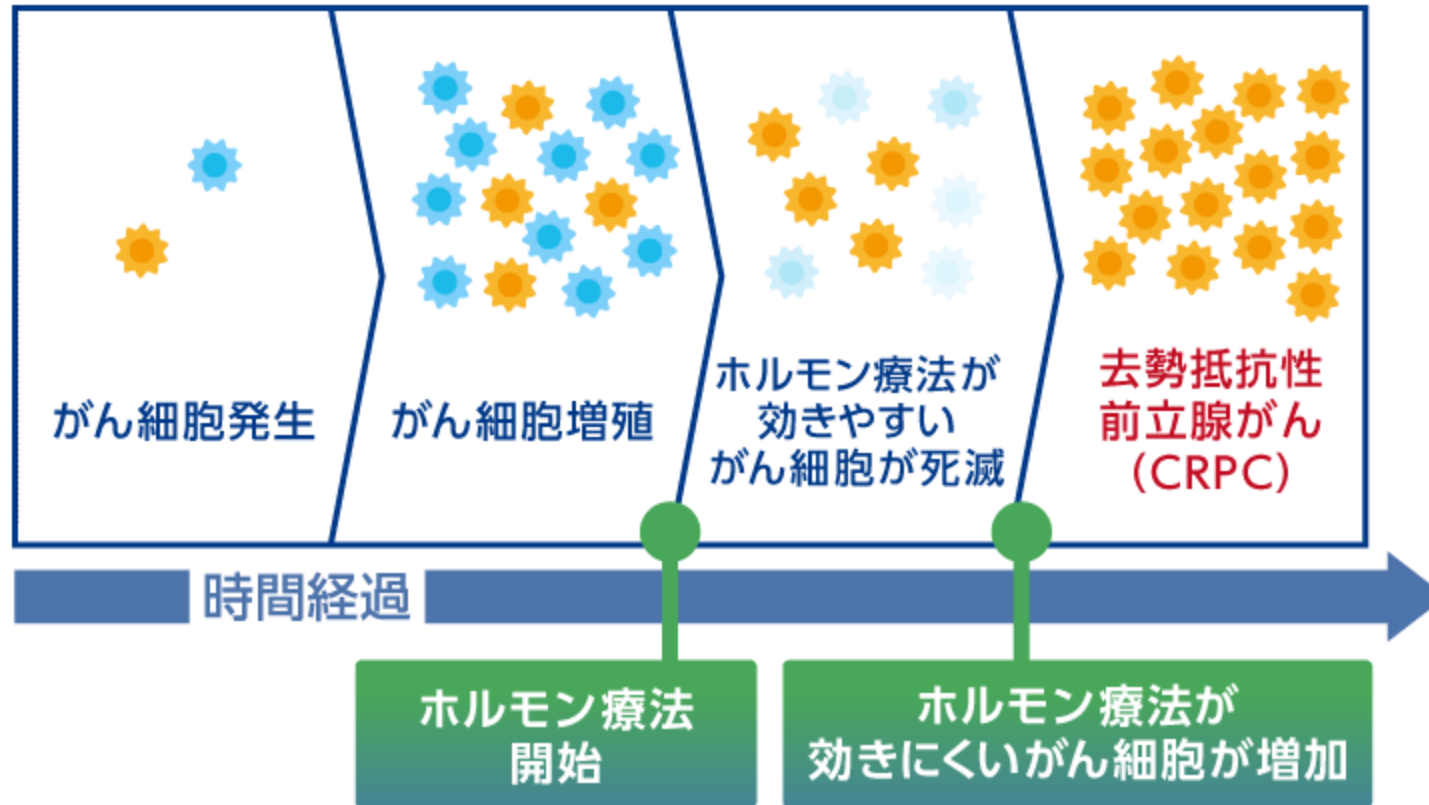 がん細胞発生
がん細胞増殖
ホルモン療法が
効きやすい
がん細胞が死滅
去勢抵抗性
前立腺がん
(CRPC)
時間経過
ホルモン療法
開始
ホルモン療法が
効きにくいがん細胞が増加